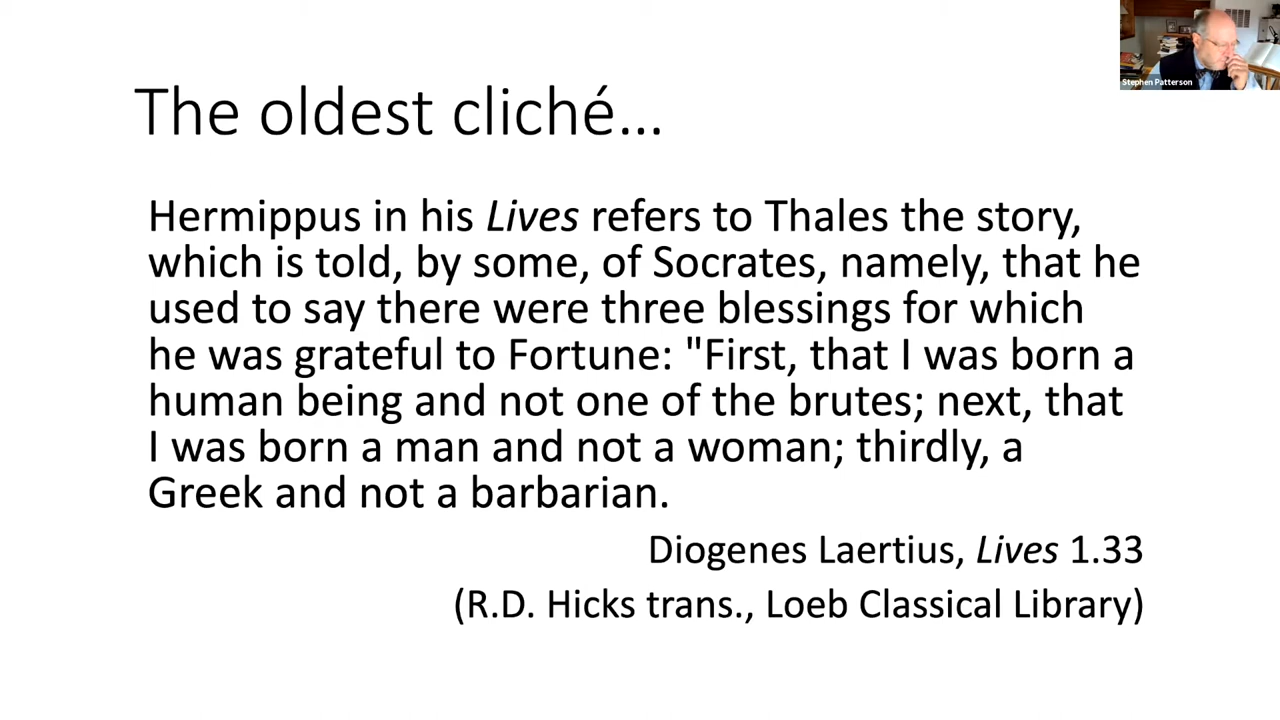 Stephen Patterson
The oldest cliché...
Hermippus in his Lives refers to Thales the story,
which is told, by some, of Socrates, namely, that he
used to say there were three blessings for which
he was grateful to Fortune: "First, that I was born a
human being and not one of the brutes; next, that
I was born a man and not a woman; thirdly, a
Greek and not a barbarian.
Diogenes Laertius, Lives 1.33
(R.D. Hicks trans., Loeb Classical Library)